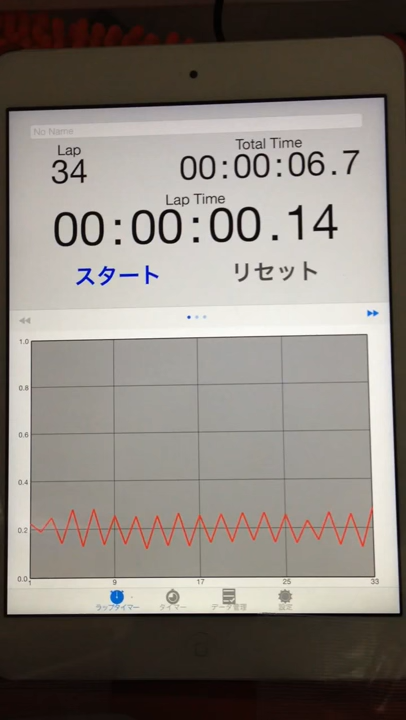 No Name
Lap
Total Time
34
00:00:06.7
Lap Time
00:00:00.14
スタート
リセット
1.0
0.8
0.6
0.4
0.2
0.0
1
9
17
25
33
ラップタイマー
タイマー
データ管理
設定